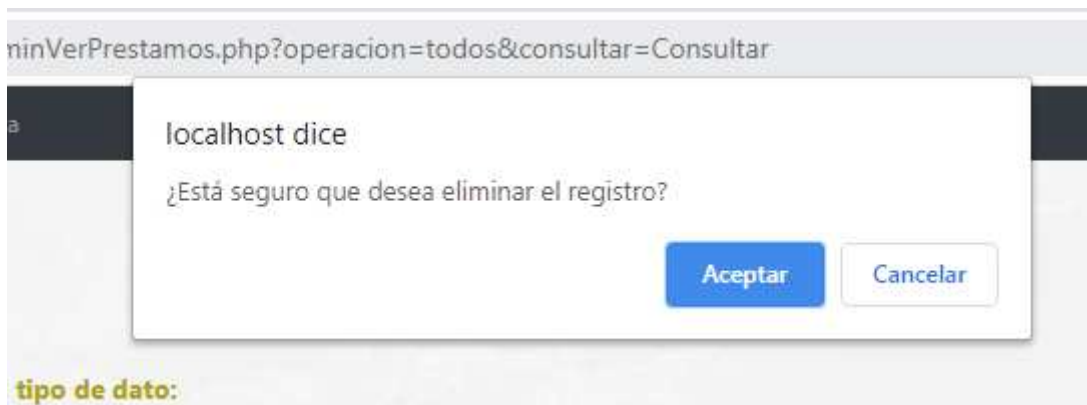 minVerPrestamos.php?operacion=todos&consultar=Consultar
a
localhost dice
¿Está seguro que desea eliminar el registro?
Aceptar Cancelar
tipo de dato: